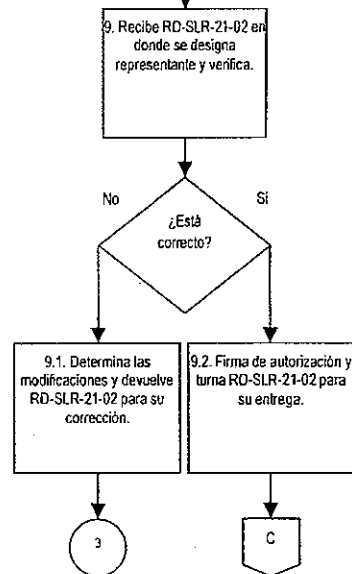 9. Recibe RD-SLR-21-02 en
donde se designa
representante y verifica.
No
Sí
¿Está
correcto?
9.1. Determina las
modificaciones y devuelve
RD-SLR-21-02 para su
corrección.
9.2. Firma de autorización y
turna RD-SLR-21-02 para
su entrega.
3
C